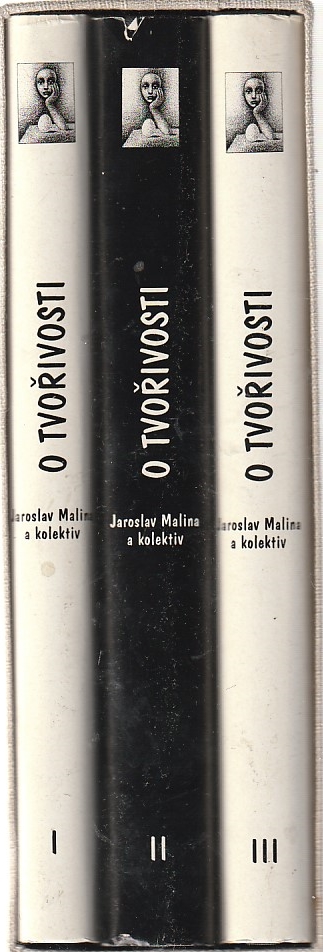 O TVOŘIVOSTI
Jaroslav Malina
a kolektiv
I
O TVOŘIVOSTI
Jaroslav Malina
a kolektiv
II
O TVOŘIVOSTI
Jaroslav Malina
a kolektiv
III